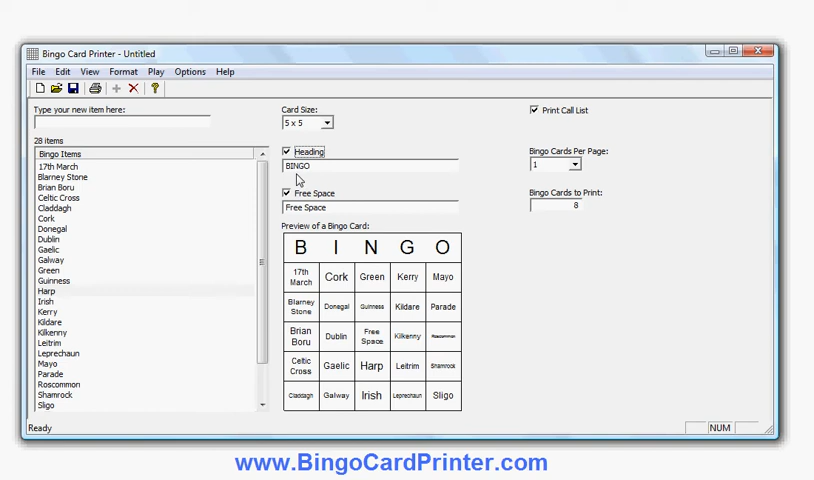 Bingo Card Printer - Untitled
File Edit View Format Play Options Help
Type your new item here:
28 items
Bingo Items
17th March
Blarney Stone
Brian Boru
Celtic Cross
Claddagh
Cork
Donegal
Dublin
Gaelic
Galway
Green
Guinness
Harp
Irish
Kerry
Kildare
Kilkenny
Leitrim
Leprechaun
Mayo
Parade
Roscommon
Shamrock
Sligo
Card Size:
5 x 5
Heading
BINGO
Free Space
Free Space
Preview of a Bingo Card:
B I N G O
17th March Cork Green Kerry Mayo
Blarney Stone Donegal Guinness Kildare Parade
Brian Boru Dublin Free Space Kilkenny Roscommon
Celtic Cross Gaelic Harp Leitrim Shamrock
Claddagh Galway Irish Leprechaun Sligo
Print Call List
Bingo Cards Per Page:
1
Bingo Cards to Print:
8
Ready
NUM
www.BingoCardPrinter.com